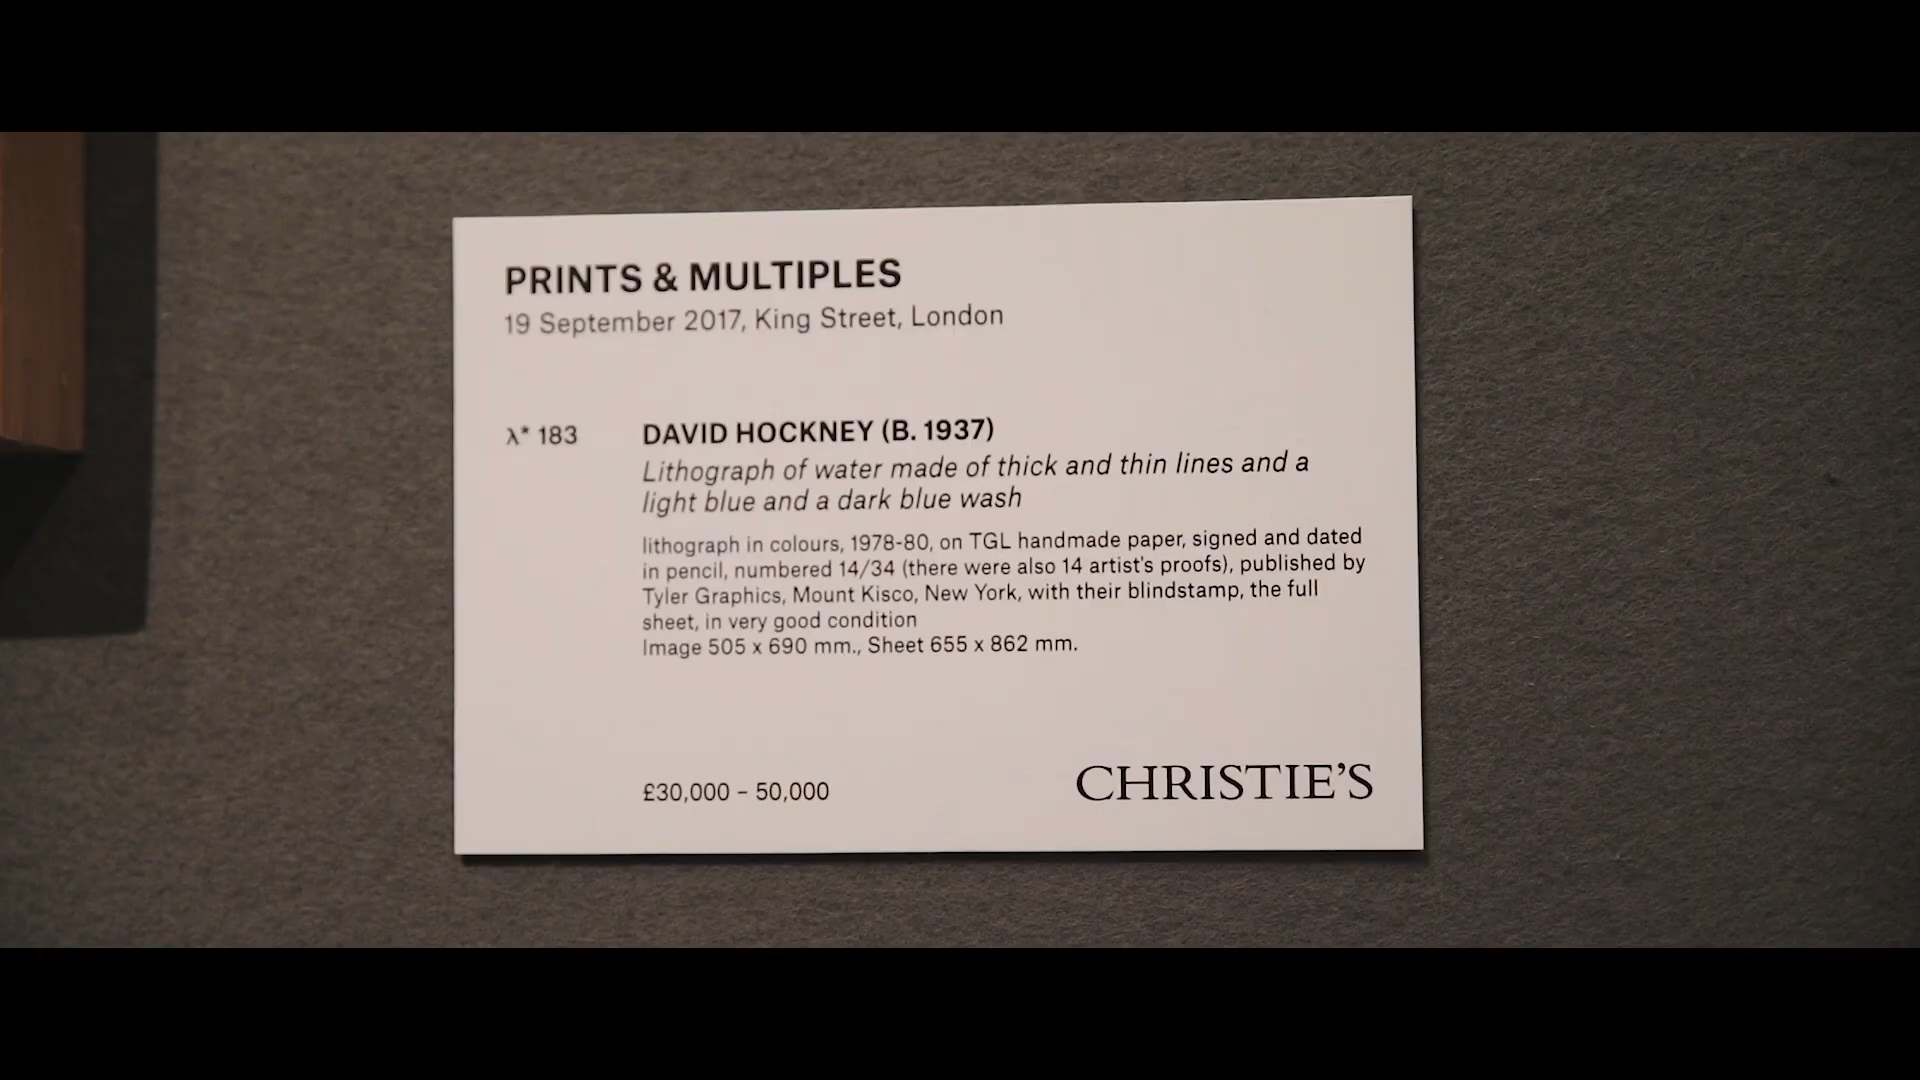 PRINTS & MULTIPLES
19 September 2017, King Street, London
λ* 183
DAVID HOCKNEY (B. 1937)
Lithograph of water made of thick and thin lines and a
light blue and a dark blue wash
lithograph in colours, 1978-80, on TGL handmade paper, signed and dated
in pencil, numbered 14/34 (there were also 14 artist's proofs), published by
Tyler Graphics, Mount Kisco, New York, with their blindstamp, the full
sheet, in very good condition
Image 505 x 690 mm., Sheet 655 x 862 mm.
£30,000 – 50,000
CHRISTIE'S